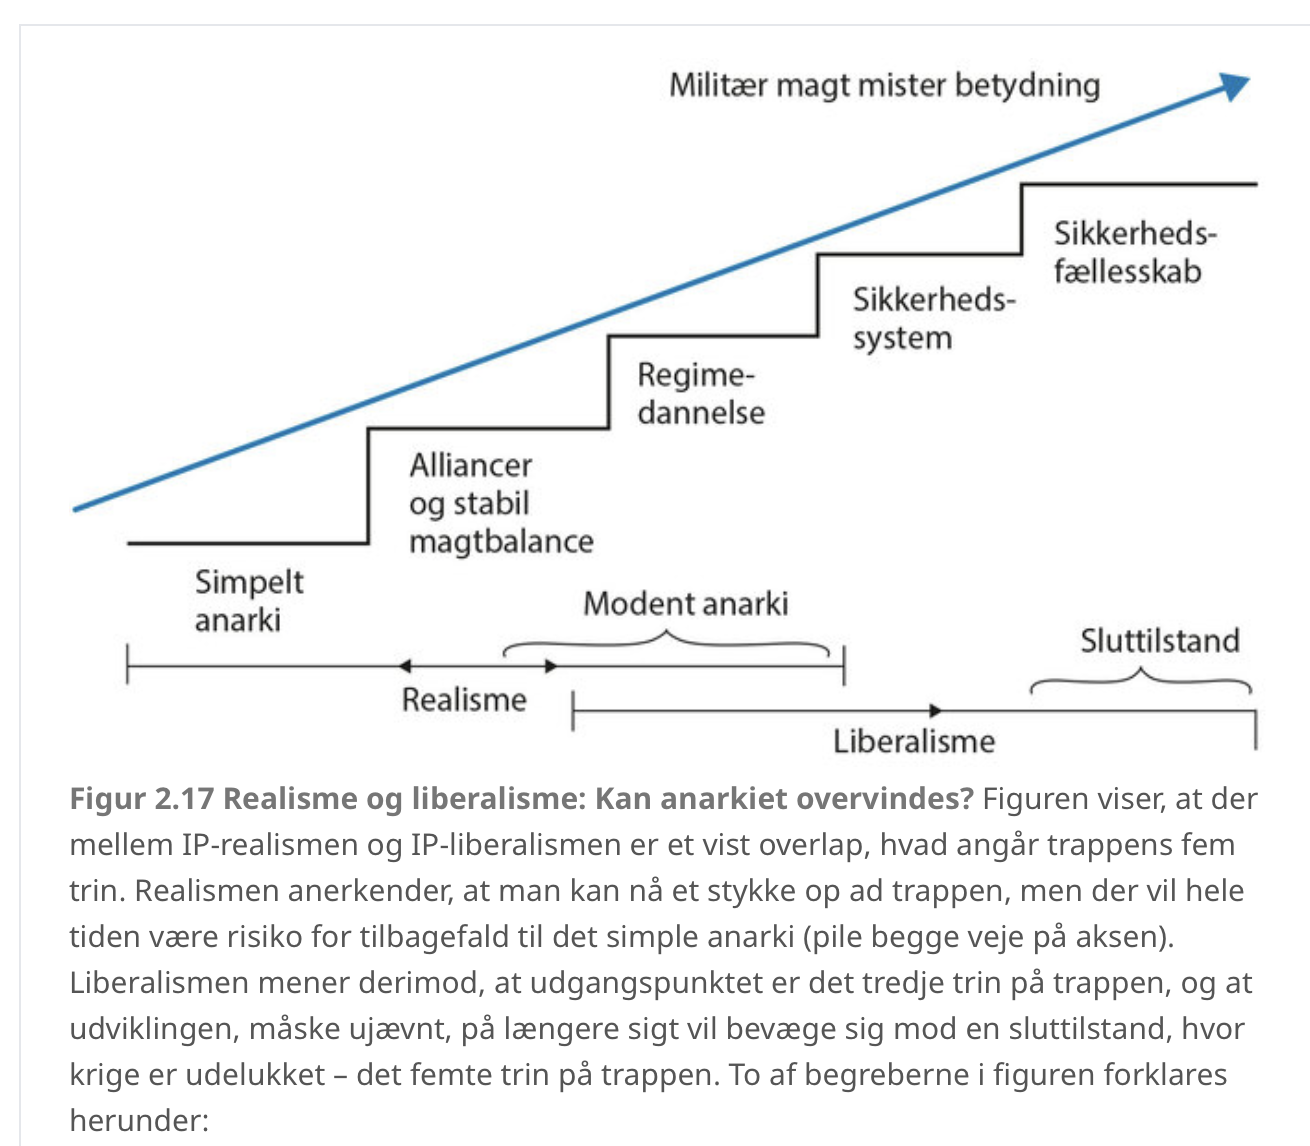 Militær magt mister betydning
Sikkerheds-
fællesskab
Sikkerheds-
system
Regime-
dannelse
Alliancer
og stabil
magtbalance
Simpelt
anarki
Modent anarki
Sluttilstand
Realisme
Liberalisme
Figur 2.17 Realisme og liberalisme: Kan anarkiet overvindes? Figuren viser, at der
mellem IP-realismen og IP-liberalismen er et vist overlap, hvad angår trappens fem
trin. Realismen anerkender, at man kan nå et stykke op ad trappen, men der vil hele
tiden være risiko for tilbagefald til det simple anarki (pile begge veje på aksen).
Liberalismen mener derimod, at udgangspunktet er det tredje trin på trappen, og at
udviklingen, måske ujævnt, på længere sigt vil bevæge sig mod en sluttilstand, hvor
krige er udelukket – det femte trin på trappen. To af begreberne i figuren forklares
herunder: